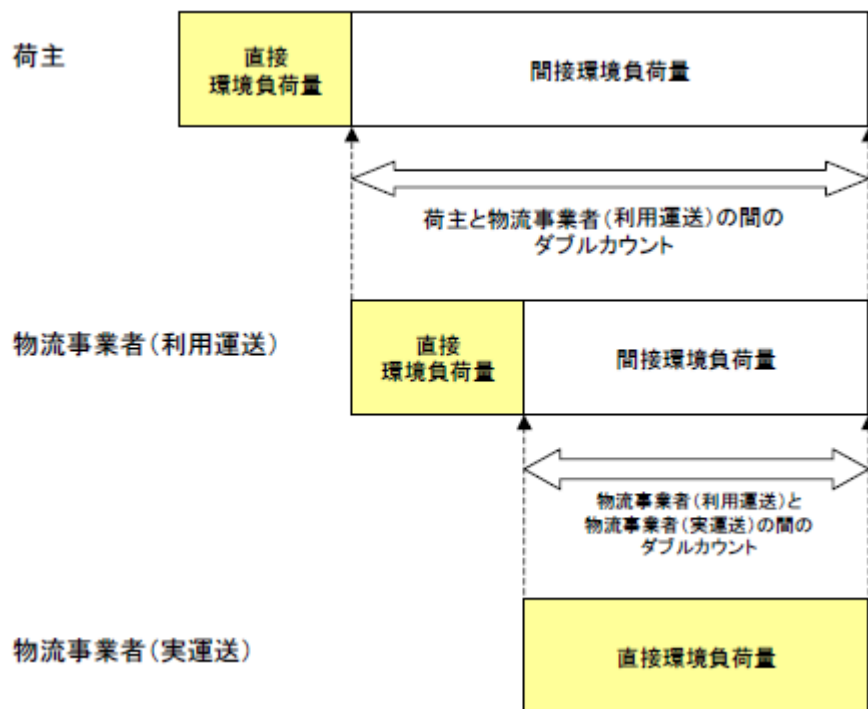 荷主
直接
環境負荷量
間接環境負荷量
荷主と物流事業者(利用運送)の間の
ダブルカウント
物流事業者(利用運送)
直接
環境負荷量
間接環境負荷量
物流事業者(利用運送)と
物流事業者(実運送)の間の
ダブルカウント
物流事業者(実運送)
直接環境負荷量